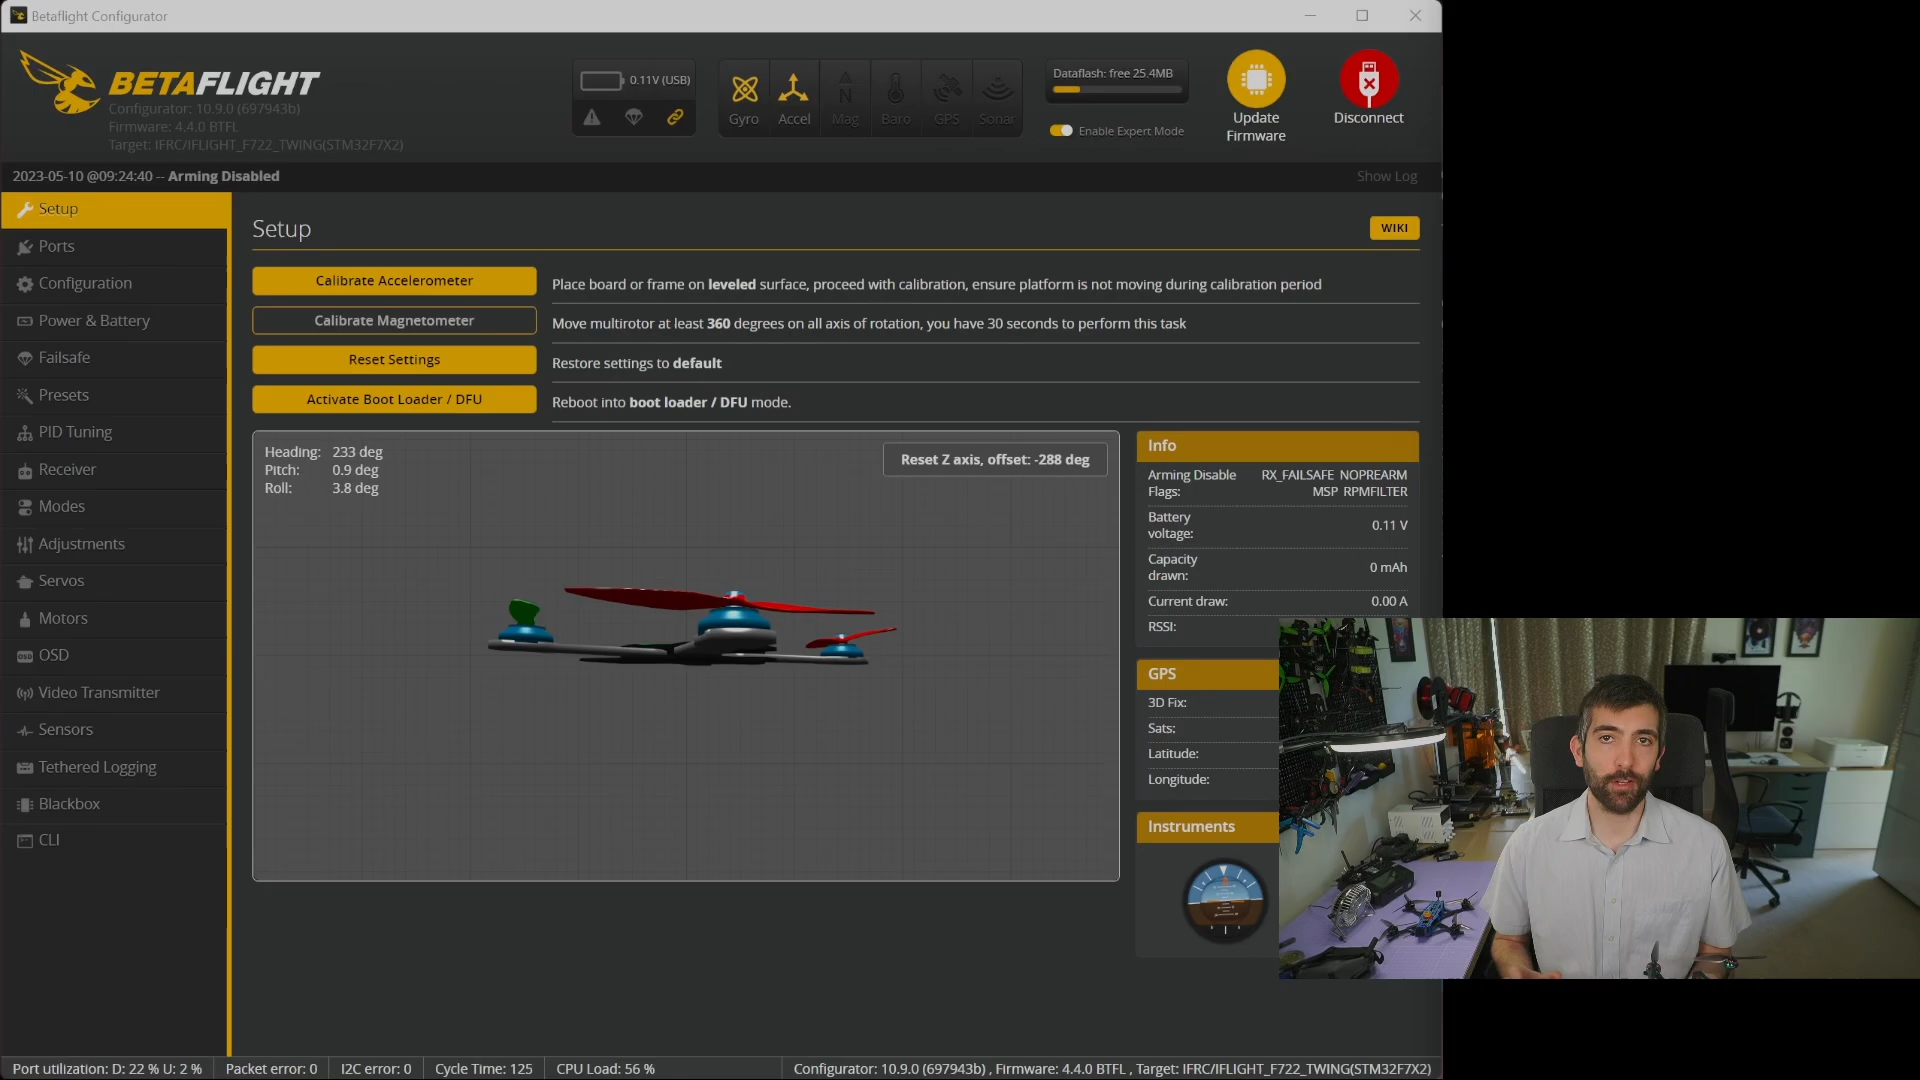 Betaflight Configurator
BETAFLIGHT
Configurator: 10.9.0 (697943b)
Firmware: 4.4.0 BTFL
Target: IFRC/IFLIGHT_F722_TWING(STM32F7X2)
0.11V (USB)
Gyro
Accel
Mag
Baro
GPS
Sonar
Dataflash: free 25.4MB
Enable Expert Mode
Update
Firmware
Disconnect
2023-05-10 @09:24:40 -- Arming Disabled
Show Log
Setup
Ports
Configuration
Power & Battery
Failsafe
Presets
PID Tuning
Receiver
Modes
Adjustments
Servos
Motors
OSD
Video Transmitter
Sensors
Tethered Logging
Blackbox
CLI
Setup
WIKI
Calibrate Accelerometer
Place board or frame on leveled surface, proceed with calibration, ensure platform is not moving during calibration period
Calibrate Magnetometer
Move multirotor at least 360 degrees on all axis of rotation, you have 30 seconds to perform this task
Reset Settings
Restore settings to default
Activate Boot Loader / DFU
Reboot into boot loader / DFU mode.
Heading: 233 deg
Pitch: 0.9 deg
Roll: 3.8 deg
Reset Z axis, offset: -288 deg
Info
Arming Disable RX_FAILSAFE NOPREARM
Flags: MSP RPMFILTER
Battery
voltage: 0.11 V
Capacity
drawn: 0 mAh
Current draw: 0.00 A
RSSI:
GPS
3D Fix:
Sats:
Latitude:
Longitude:
Instruments
Port utilization: D: 22 % U: 2 %
Packet error: 0
I2C error: 0
Cycle Time: 125
CPU Load: 56 %
Configurator: 10.9.0 (697943b) , Firmware: 4.4.0 BTFL , Target: IFRC/IFLIGHT_F722_TWING(STM32F7X2)